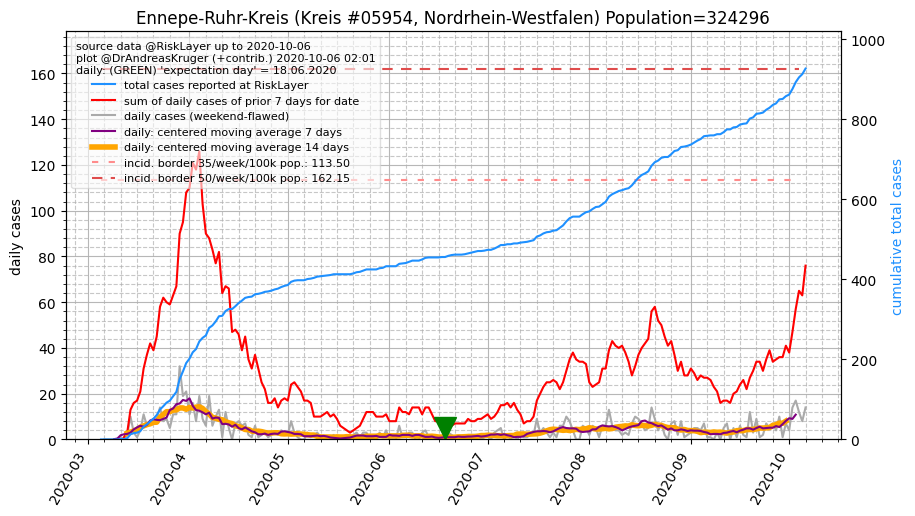 Ennepe-Ruhr-Kreis (Kreis #05954, Nordrhein-Westfalen) Population=324296
source data @RiskLayer up to 2020-10-06
plot @DrAndreasKruger (+contrib.) 2020-10-06 02:01
daily: (GREEN) 'expectation day' = 18.06.2020
total cases reported at RiskLayer
sum of daily cases of prior 7 days for date
daily cases (weekend-flawed)
daily: centered moving average 7 days
daily: centered moving average 14 days
incid. border 35/week/100k pop.: 113.50
incid. border 50/week/100k pop.: 162.15
daily cases
160
140
120
100
80
60
40
20
0
cumulative total cases
1000
800
600
400
200
0
2020-03
2020-04
2020-05
2020-06
2020-07
2020-08
2020-09
2020-10